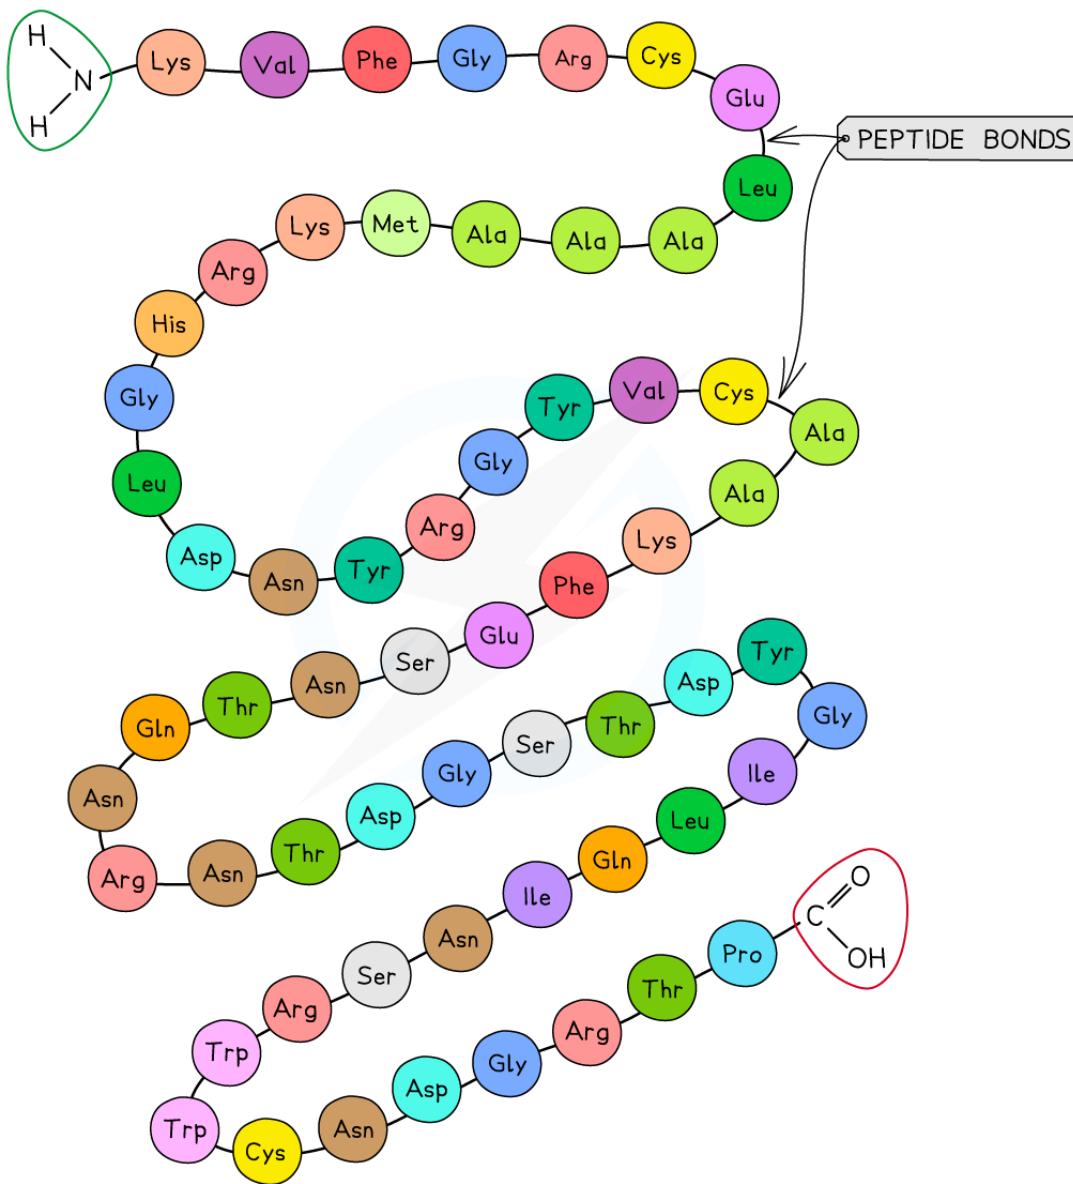 H
N
H
Lys Val Phe Gly Arg Cys Glu
PEPTIDE BONDS
Leu
Ala Ala Ala Met Lys Arg His Gly Leu Asp Asn Tyr Arg Gly Tyr Val Cys Ala
Ala Lys Phe Glu Ser Asn Thr Gln Asn Arg
Asn Thr Asp Gly Ser Thr Asp Tyr Gly
Ile Leu Gln Ile Asn Ser Arg Trp Trp
Cys Asn Asp Gly Arg Thr Pro
C
O
OH